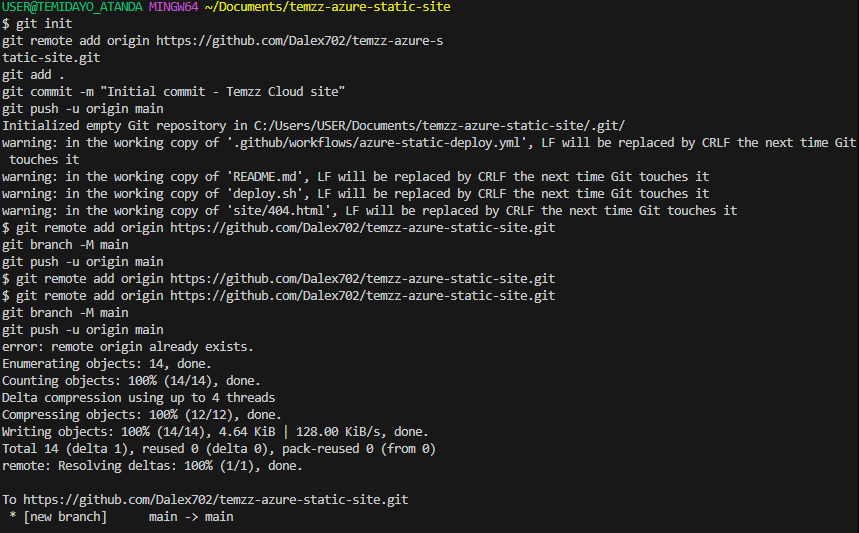 USER@TEMIDAYO_ATANDA MINGW64 ~/Documents/temzz-azure-static-site
$ git init
git remote add origin https://github.com/Dalex702/temzz-azure-s
tatic-site.git
git add .
git commit -m "Initial commit - Temzz Cloud site"
git push -u origin main
Initialized empty Git repository in C:/Users/USER/Documents/temzz-azure-static-site/.git/
warning: in the working copy of '.github/workflows/azure-static-deploy.yml', LF will be replaced by CRLF the next time Git
 touches it
warning: in the working copy of 'README.md', LF will be replaced by CRLF the next time Git touches it
warning: in the working copy of 'deploy.sh', LF will be replaced by CRLF the next time Git touches it
warning: in the working copy of 'site/404.html', LF will be replaced by CRLF the next time Git touches it
$ git remote add origin https://github.com/Dalex702/temzz-azure-static-site.git
git branch -M main
git push -u origin main
$ git remote add origin https://github.com/Dalex702/temzz-azure-static-site.git
$ git remote add origin https://github.com/Dalex702/temzz-azure-static-site.git
git branch -M main
git push -u origin main
error: remote origin already exists.
Enumerating objects: 14, done.
Counting objects: 100% (14/14), done.
Delta compression using up to 4 threads
Compressing objects: 100% (12/12), done.
Writing objects: 100% (14/14), 4.64 KiB | 128.00 KiB/s, done.
Total 14 (delta 1), reused 0 (delta 0), pack-reused 0 (from 0)
remote: Resolving deltas: 100% (1/1), done.
To https://github.com/Dalex702/temzz-azure-static-site.git
 * [new branch]      main -> main